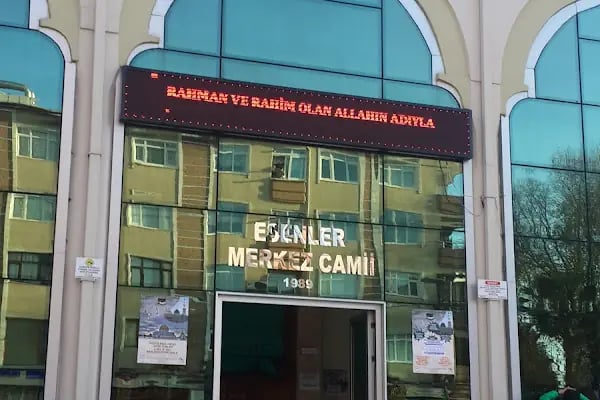 RAHMAN VE RAHİM OLAN ALLAHIN ADIYLA
ESENLER
MERKEZ CAMİİ
1989